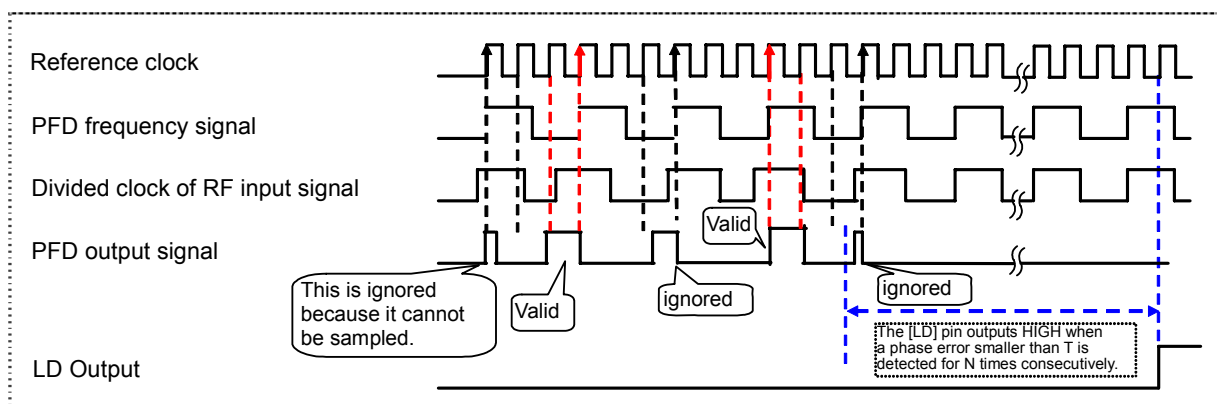 Reference clock
PFD frequency signal
Divided clock of RF input signal
Valid
PFD output signal
This is ignored
because it cannot
be sampled.
Valid
ignored
ignored
The [LD] pin outputs HIGH when
a phase error smaller than T is
detected for N times consecutively.
LD Output